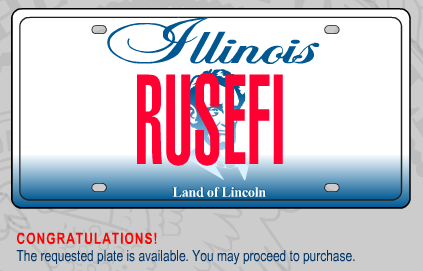 Illinois
RUSEFI
Land of Lincoln
CONGRATULATIONS!
The requested plate is available. You may proceed to purchase.